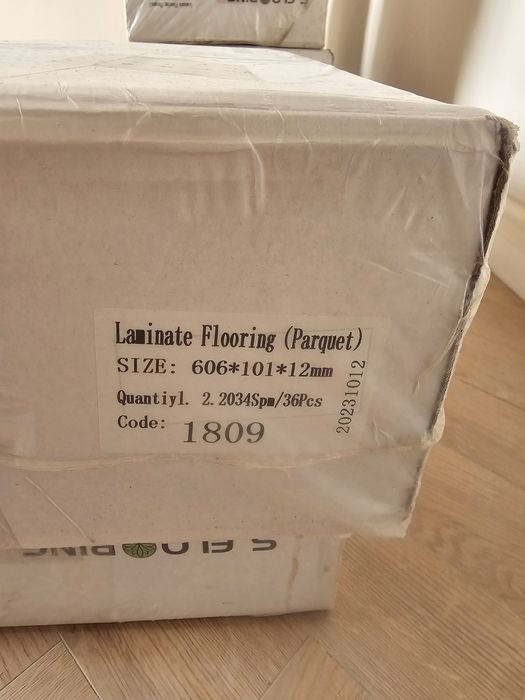 Laminate Flooring (Parquet)
SIZE: 606*101*12mm
Quantiyl. 2.2034Spm/36Pcs
Code: 1809
20231012